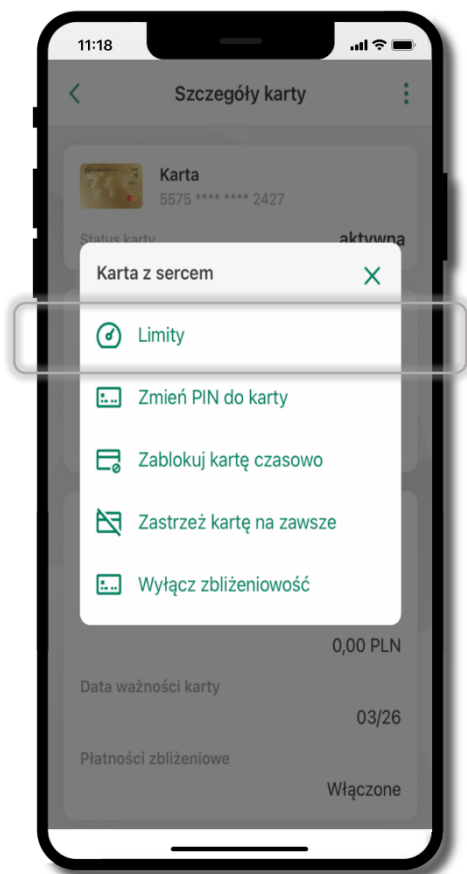 11:18
Szczegóły karty
Karta
5575 **** **** 2427
Status karty
aktywna
Karta z sercem
Limity
Zmień PIN do karty
Zablokuj kartę czasowo
Zastrzeż kartę na zawsze
Wyłącz zbliżeniowość
0,00 PLN
Data ważności karty
03/26
Płatności zbliżeniowe
Włączone